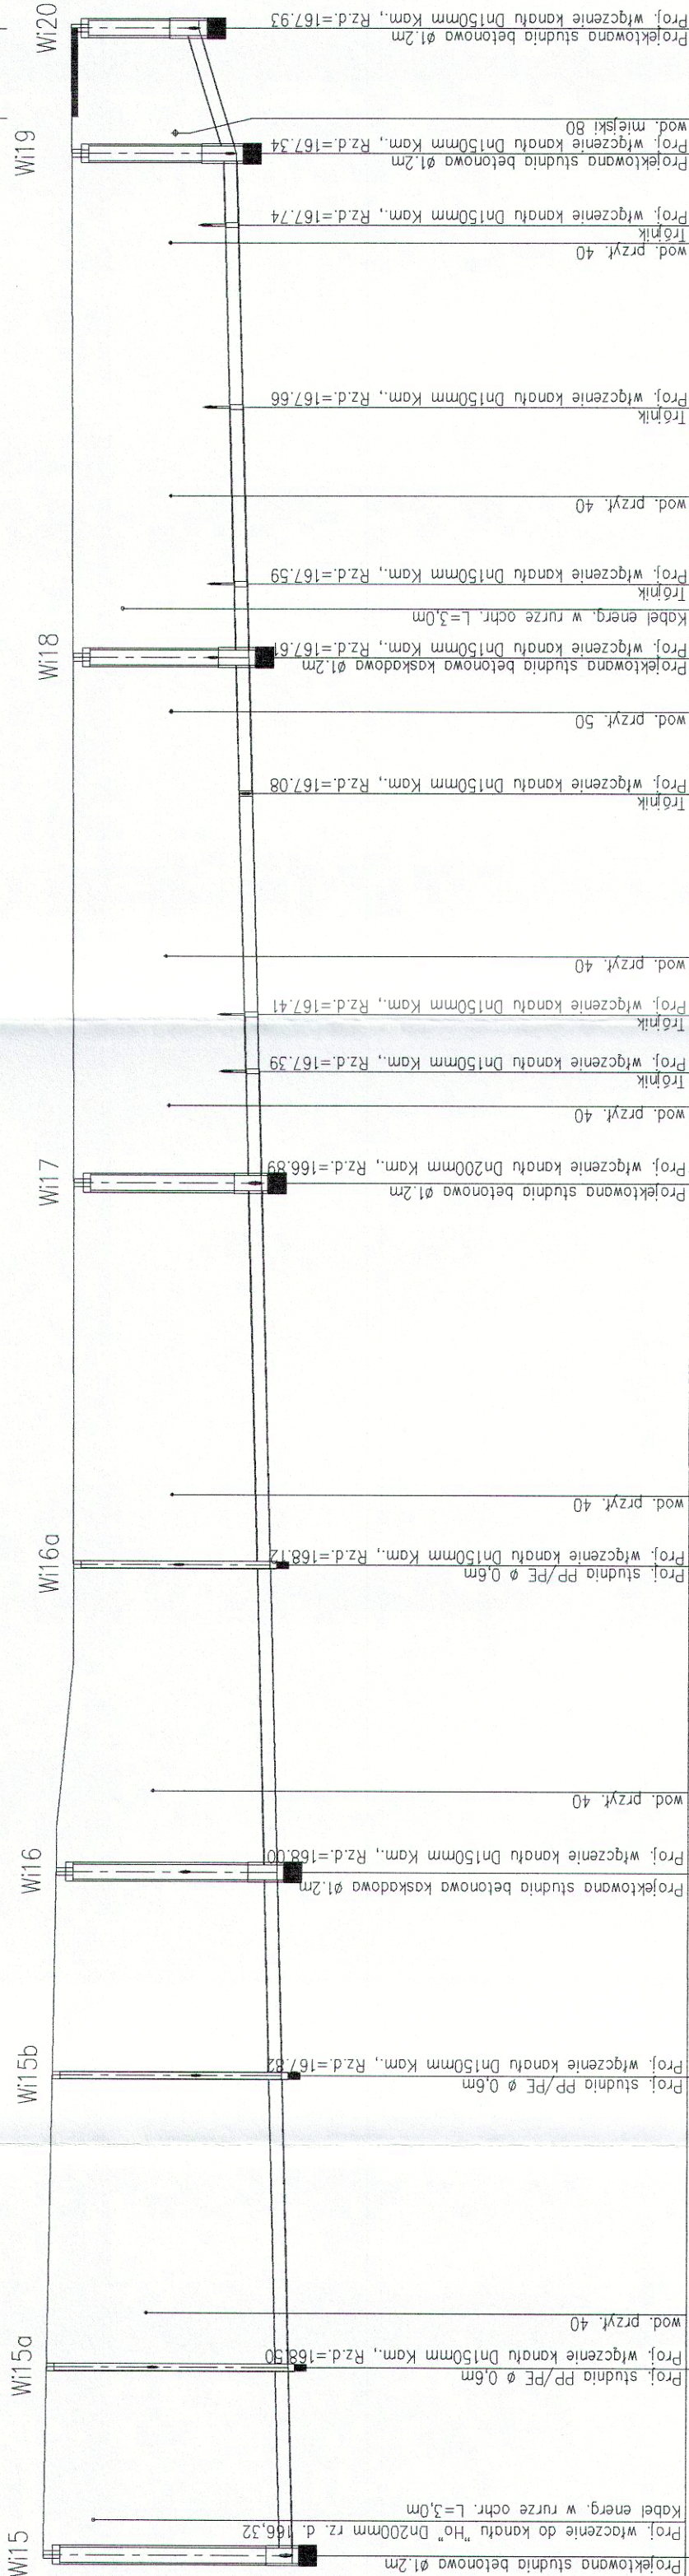 Wi20
Proj. włączenie kanału Dn150mm Kam., Rz.d.=167.93
Projektowana studnia betonowa Ø1.2m
wod. miejski 80
Wi19
Proj. włączenie kanału Dn150mm Kam., Rz.d.=167.34
Projektowana studnia betonowa Ø1.2m
Proj. włączenie kanału Dn150mm Kam., Rz.d.=167.74
Trójnik
wod. przył. 40
Proj. włączenie kanału Dn150mm Kam., Rz.d.=167.66
Trójnik
wod. przył. 40
Proj. włączenie kanału Dn150mm Kam., Rz.d.=167.59
Trójnik
Kabel energ. w rurze ochr. L=3,0m
Wi18
Proj. włączenie kanału Dn150mm Kam., Rz.d.=167.61
Projektowana studnia betonowa kaskadowa Ø1.2m
wod. przył. 50
Proj. włączenie kanału Dn150mm Kam., Rz.d.=167.08
Trójnik
wod. przył. 40
Proj. włączenie kanału Dn150mm Kam., Rz.d.=167.41
Trójnik
Proj. włączenie kanału Dn150mm Kam., Rz.d.=167.39
Trójnik
wod. przył. 40
Wi17
Proj. włączenie kanału Dn200mm Kam., Rz.d.=166.89
Projektowana studnia betonowa Ø1.2m
wod. przył. 40
Wi16a
Proj. włączenie kanału Dn150mm Kam., Rz.d.=168.12
Proj. studnia PP/PE ø 0,6m
wod. przył. 40
Wi16
Proj. włączenie kanału Dn150mm Kam., Rz.d.=168.00
Projektowana studnia betonowa kaskadowa Ø1.2m
Wi15b
Proj. włączenie kanału Dn150mm Kam., Rz.d.=167.82
Proj. studnia PP/PE ø 0,6m
wod. przył. 40
Wi15a
Proj. włączenie kanału Dn150mm Kam., Rz.d.=168.50
Proj. studnia PP/PE ø 0,6m
Kabel energ. w rurze ochr. L=3,0m
Wi15
Proj. włączenie do kanału "Ho" Dn200mm rz. d. 166,32
Projektowana studnia betonowa Ø1.2m